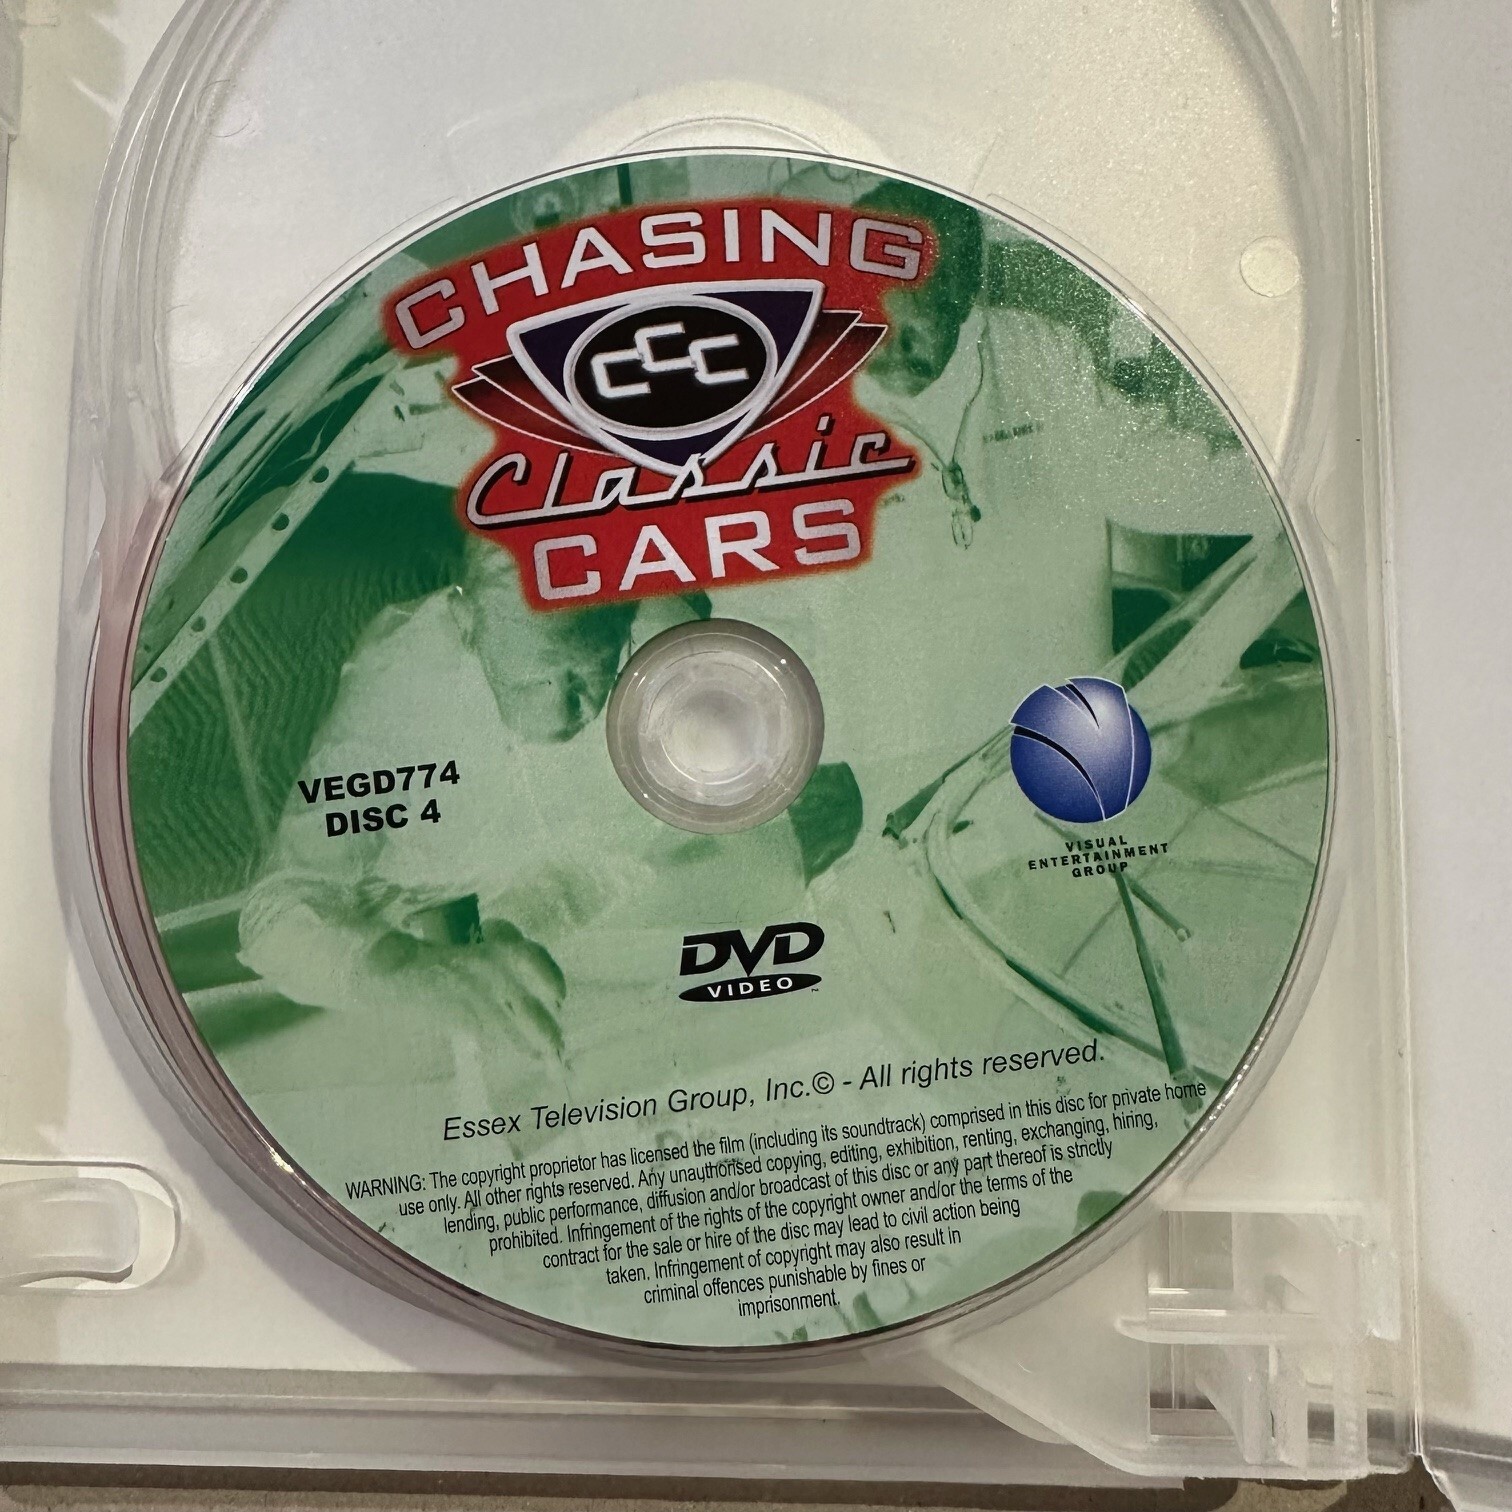 CHASING
CCC
Classic
CARS
VEGD774
DISC 4
VISUAL
ENTERTAINMENT
GROUP
DVD
VIDEO™
Essex Television Group, Inc.© - All rights reserved.
WARNING: The copyright proprietor has licensed the film (including its soundtrack) comprised in this disc for private home
use only. All other rights reserved. Any unauthorised copying, editing, exhibition, renting, exchanging, hiring,
lending, public performance, diffusion and/or broadcast of this disc or any part thereof is strictly
prohibited. Infringement of the rights of the copyright owner and/or the terms of the
contract for the sale or hire of the disc may lead to civil action being
taken. Infringement of copyright may also result in
criminal offences punishable by fines or
imprisonment.